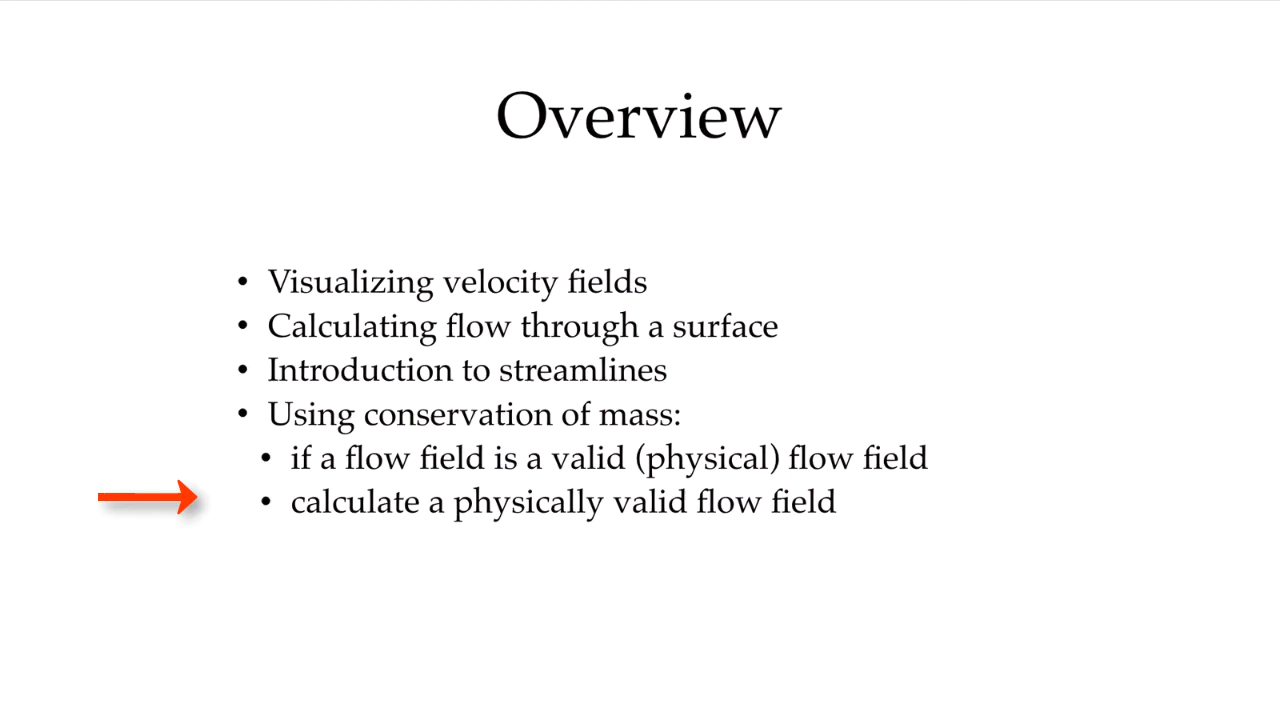 Overview
• Visualizing velocity fields
• Calculating flow through a surface
• Introduction to streamlines
• Using conservation of mass:
• if a flow field is a valid (physical) flow field
• calculate a physically valid flow field